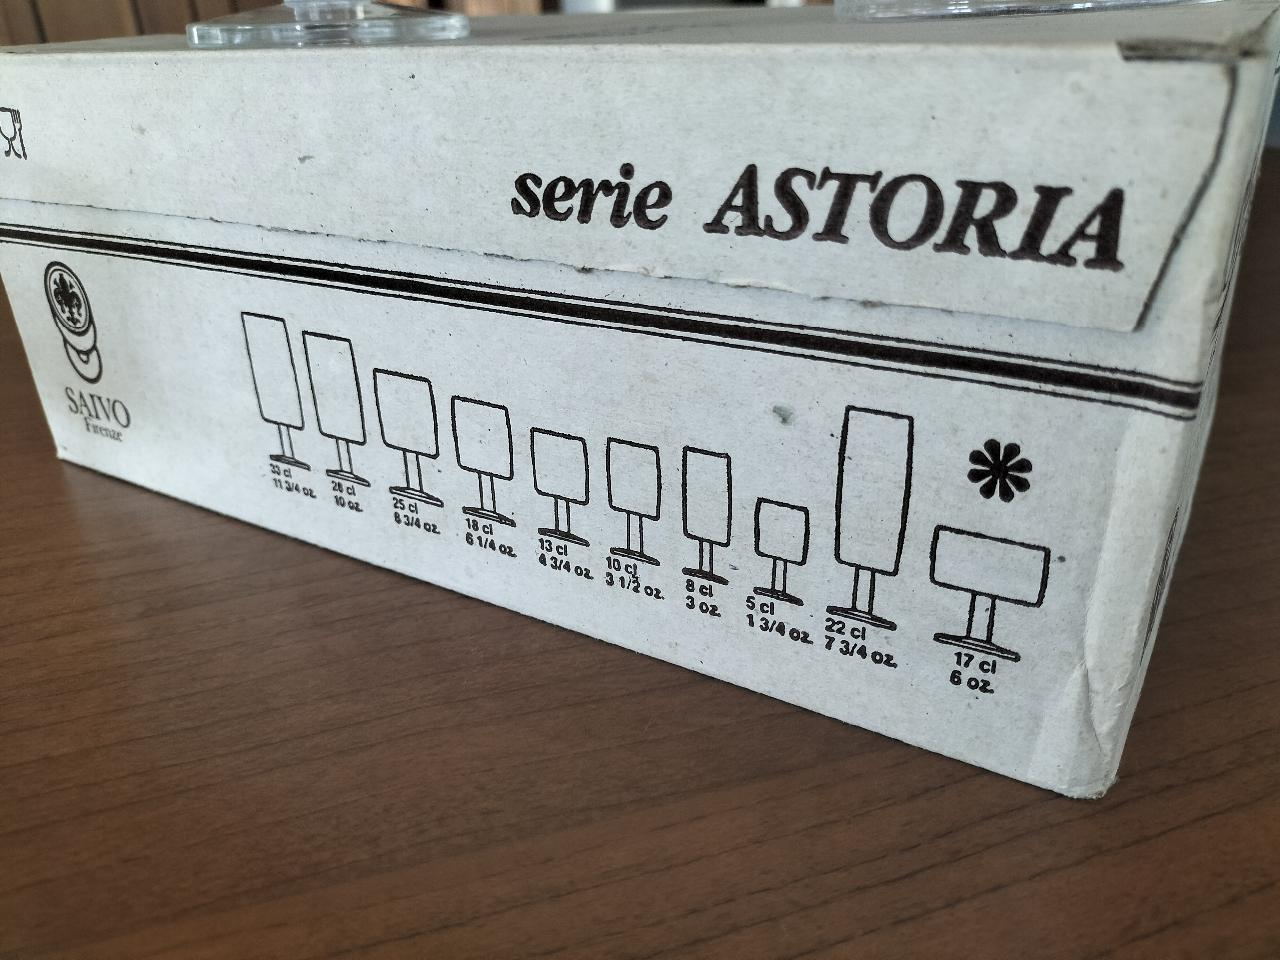 serie ASTORIA
SAIVO
Firenze
33 cl
11 3/4 oz.
28 cl
10 oz.
25 cl
8 3/4 oz.
18 cl
6 1/4 oz.
13 cl
4 3/4 oz.
10 cl
3 1/2 oz.
8 cl
3 oz.
5 cl
1 3/4 oz.
22 cl
7 3/4 oz.
17 cl
6 oz.